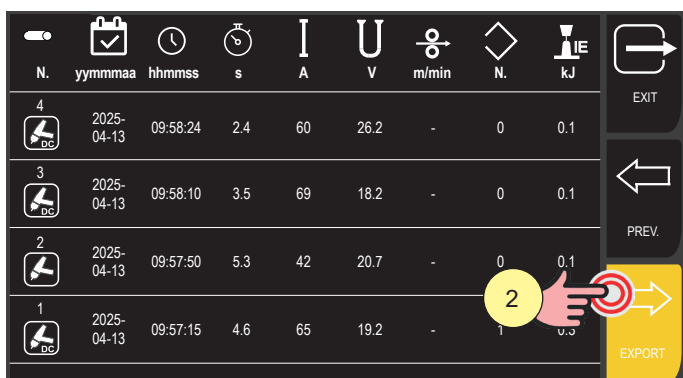 I U IE
N. yymmmaa hhmmss s A V m/min N. kJ
EXIT
4
DC
2025-
04-13
09:58:24 2.4 60 26.2 - 0 0.1
3
DC
2025-
04-13
09:58:10 3.5 69 18.2 - 0 0.1
PREV.
2
2025-
04-13
09:57:50 5.3 42 20.7 - 0 0.1
2
1
DC
2025-
04-13
09:57:15 4.6 65 19.2 - 1 0.3
EXPORT